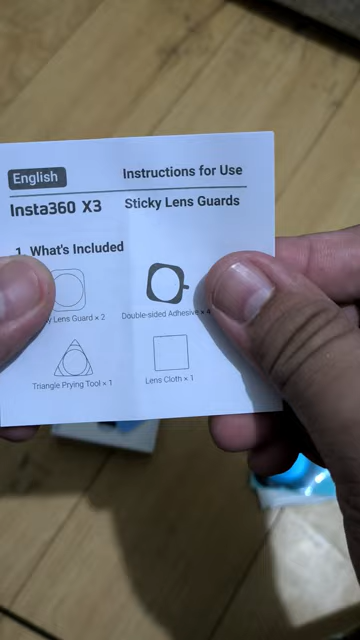 English
Instructions for Use
Insta360 X3
Sticky Lens Guards
1. What's Included
Lens Guard × 2
Double-sided Adhesive × 4
Triangle Prying Tool × 1
Lens Cloth × 1